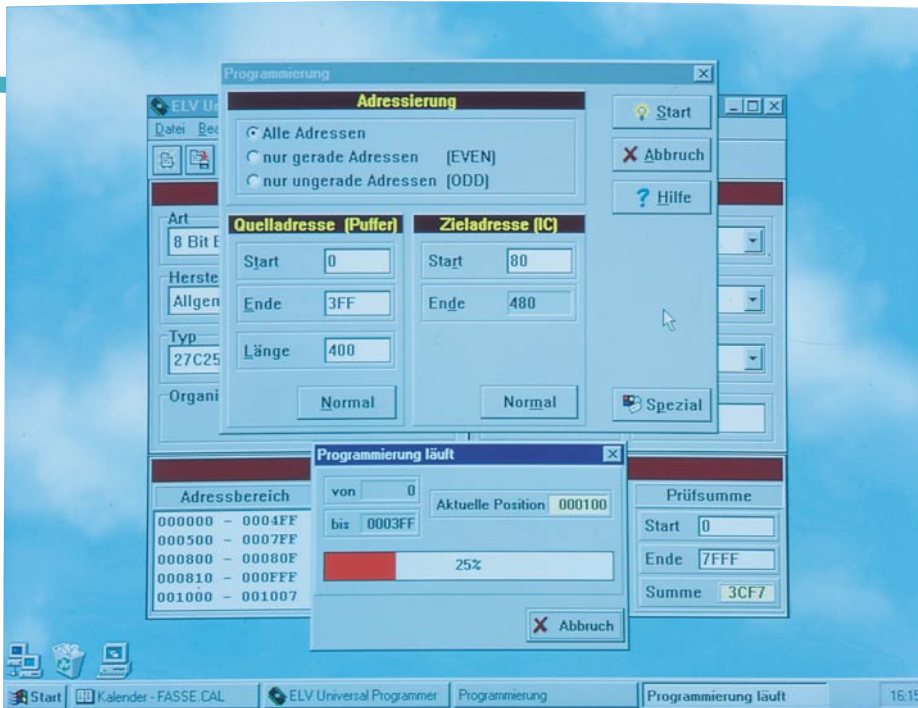 Programmierung
Adressierung
Alle Adressen
nur gerade Adressen (EVEN)
nur ungerade Adressen (ODD)
Start
Abbruch
Hilfe
Quelladresse (Puffer)
Start 0
Ende 3FF
Länge 400
Normal
Zieladresse (IC)
Start 80
Ende 480
Normal
Spezial
ELV
Datei
Art
8 Bit
Typ
27C25
Programmierung läuft
von 0
bis 0003FF
Aktuelle Position 000100
25%
Abbruch
Adressbereich
000000 - 0004FF
000500 - 0007FF
000800 - 00080F
000810 - 000FFF
001000 - 001007
Prüfsumme
Start 0
Ende 7FFF
Summe 3CF7
Start
Kalender - FASSE.CAL
ELV Universal Programmer
Programmierung
Programmierung läuft
16:15